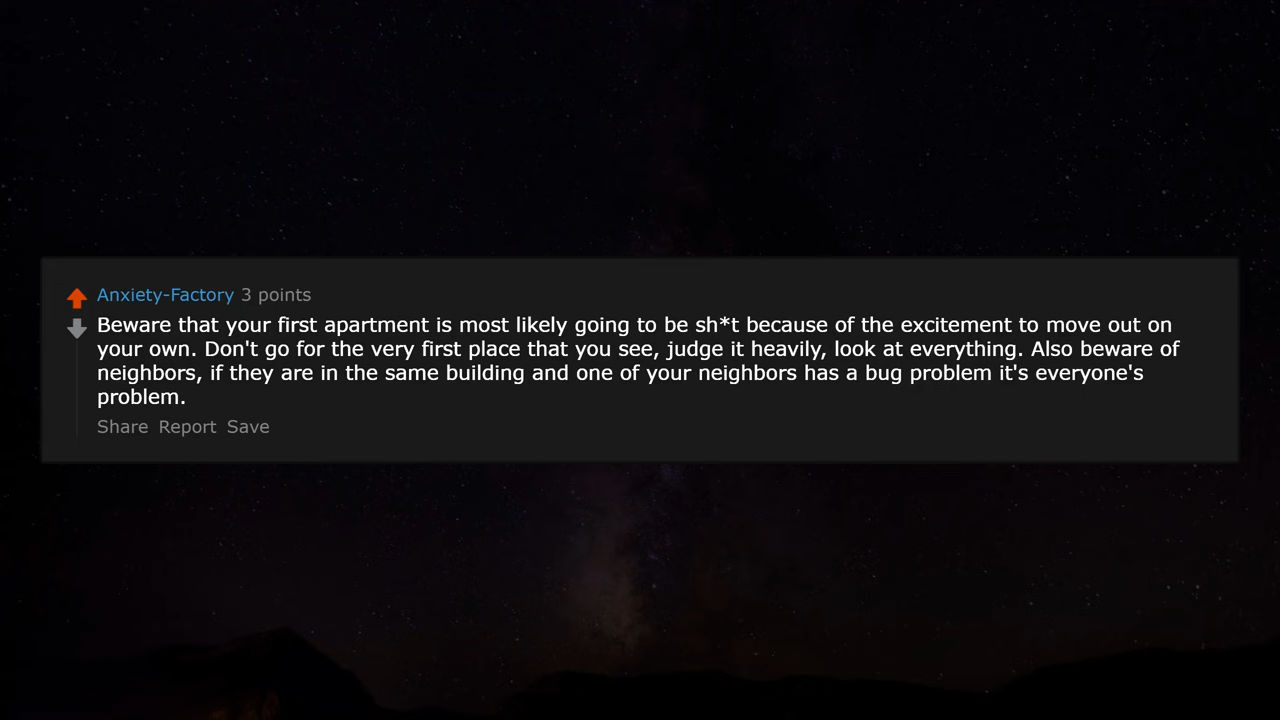 Anxiety-Factory 3 points
Beware that your first apartment is most likely going to be sh*t because of the excitement to move out on
your own. Don't go for the very first place that you see, judge it heavily, look at everything. Also beware of
neighbors, if they are in the same building and one of your neighbors has a bug problem it's everyone's
problem.
Share Report Save